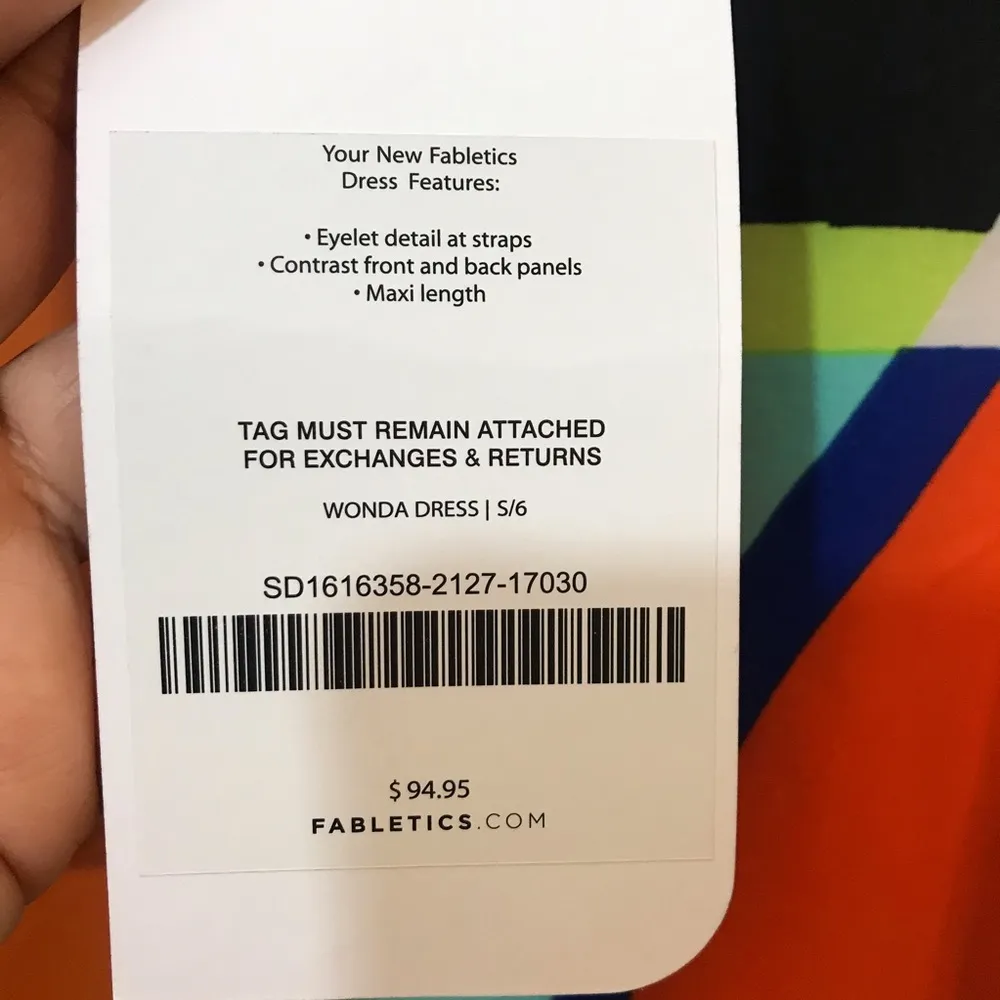 Your New Fabletics
Dress Features:
• Eyelet detail at straps
• Contrast front and back panels
• Maxi length
TAG MUST REMAIN ATTACHED
FOR EXCHANGES & RETURNS
WONDA DRESS | S/6
SD1616358-2127-17030
$ 94.95
FABLETICS.COM